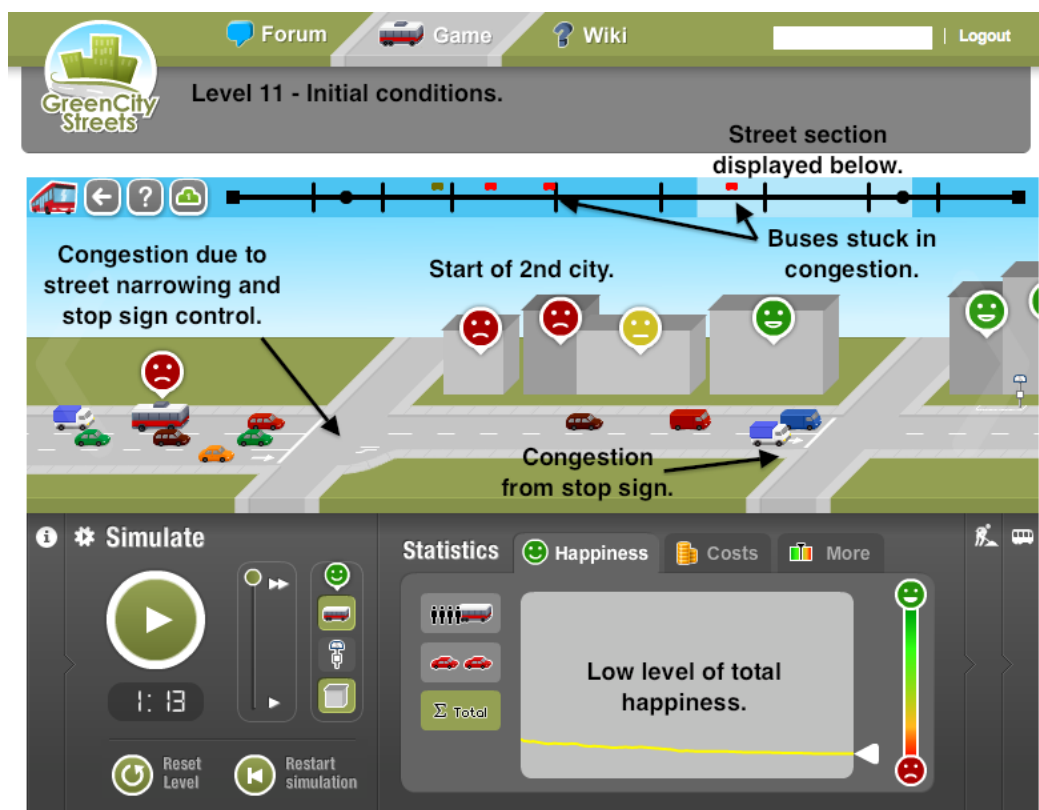 Forum
Game
Wiki
| Logout
GreenCity
Streets
Level 11 - Initial conditions.
Street section
displayed below.
Buses stuck in
congestion.
Congestion due to
street narrowing and
stop sign control.
Start of 2nd city.
Congestion
from stop sign.
Simulate
1:13
Reset
Level
Restart
simulation
Statistics
Happiness
Costs
More
Σ Total
Low level of total
happiness.